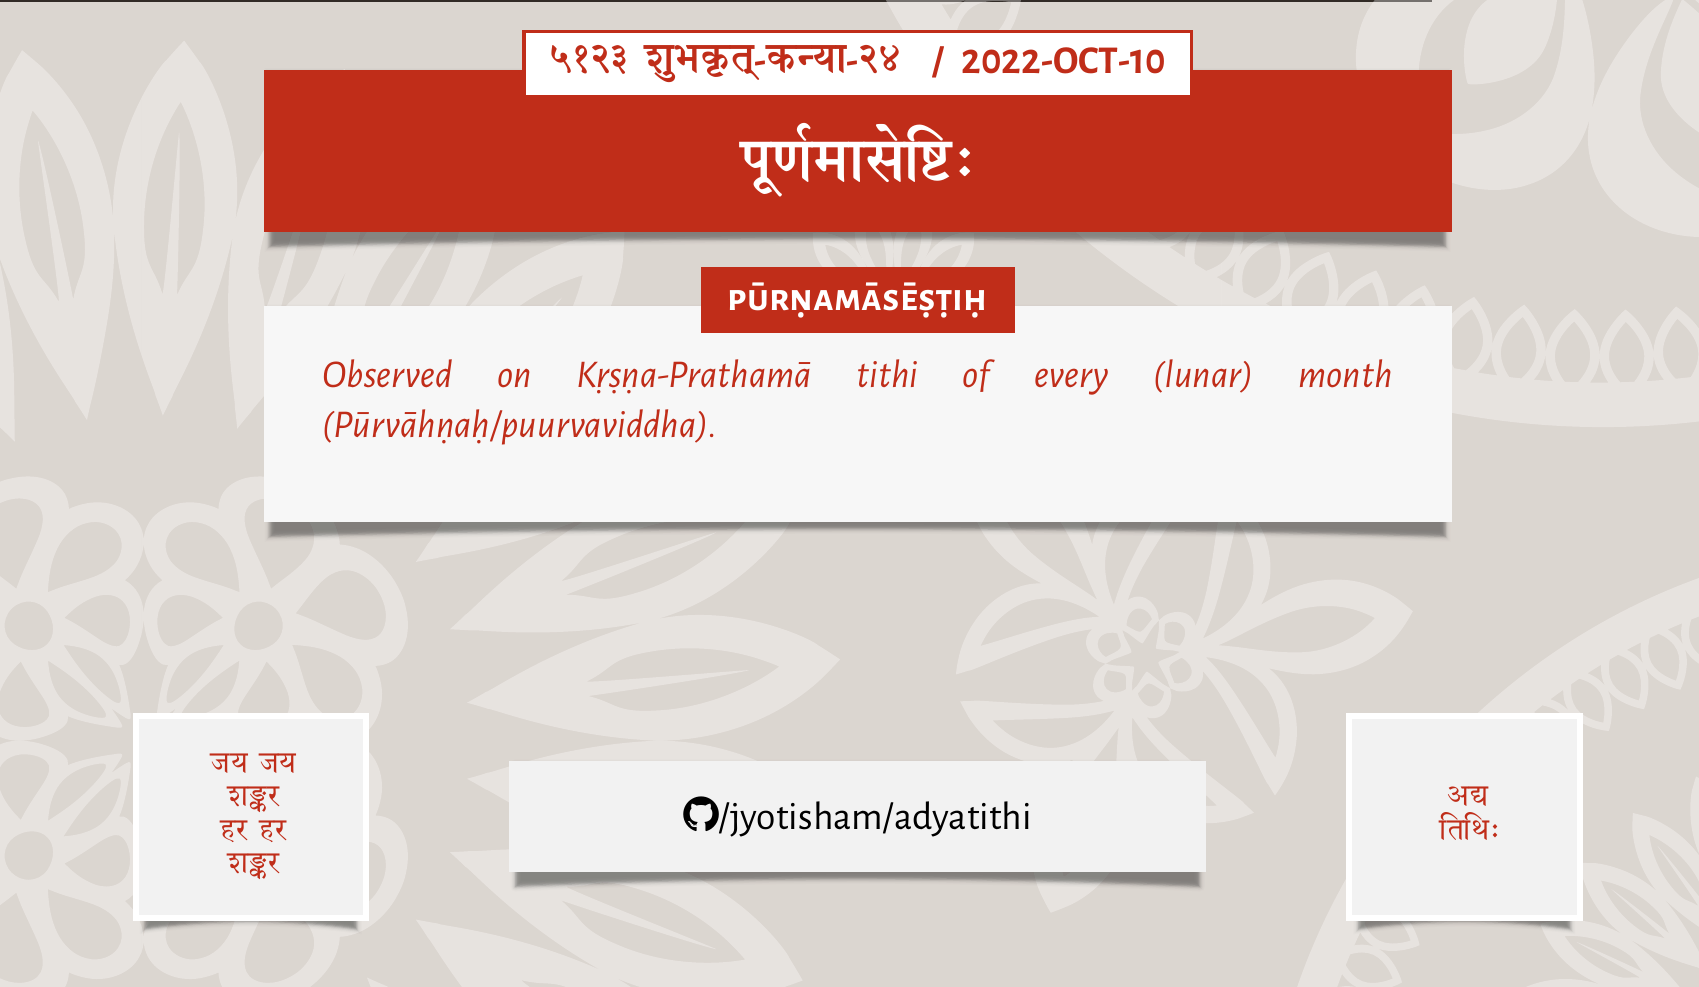 ५१२३ शुभकृत्-कन्या-२४ / 2022-OCT-10
पूर्णमासेष्टिः
PŪRṆAMĀSĒṢṬIḤ
Observed on Kṛṣṇa-Prathamā tithi of every (lunar) month
(Pūrvāhṇaḥ/puurvaviddha).
जय जय
शङ्कर
हर हर
शङ्कर
/jyotisham/adyatithi
अद्य
तिथिः